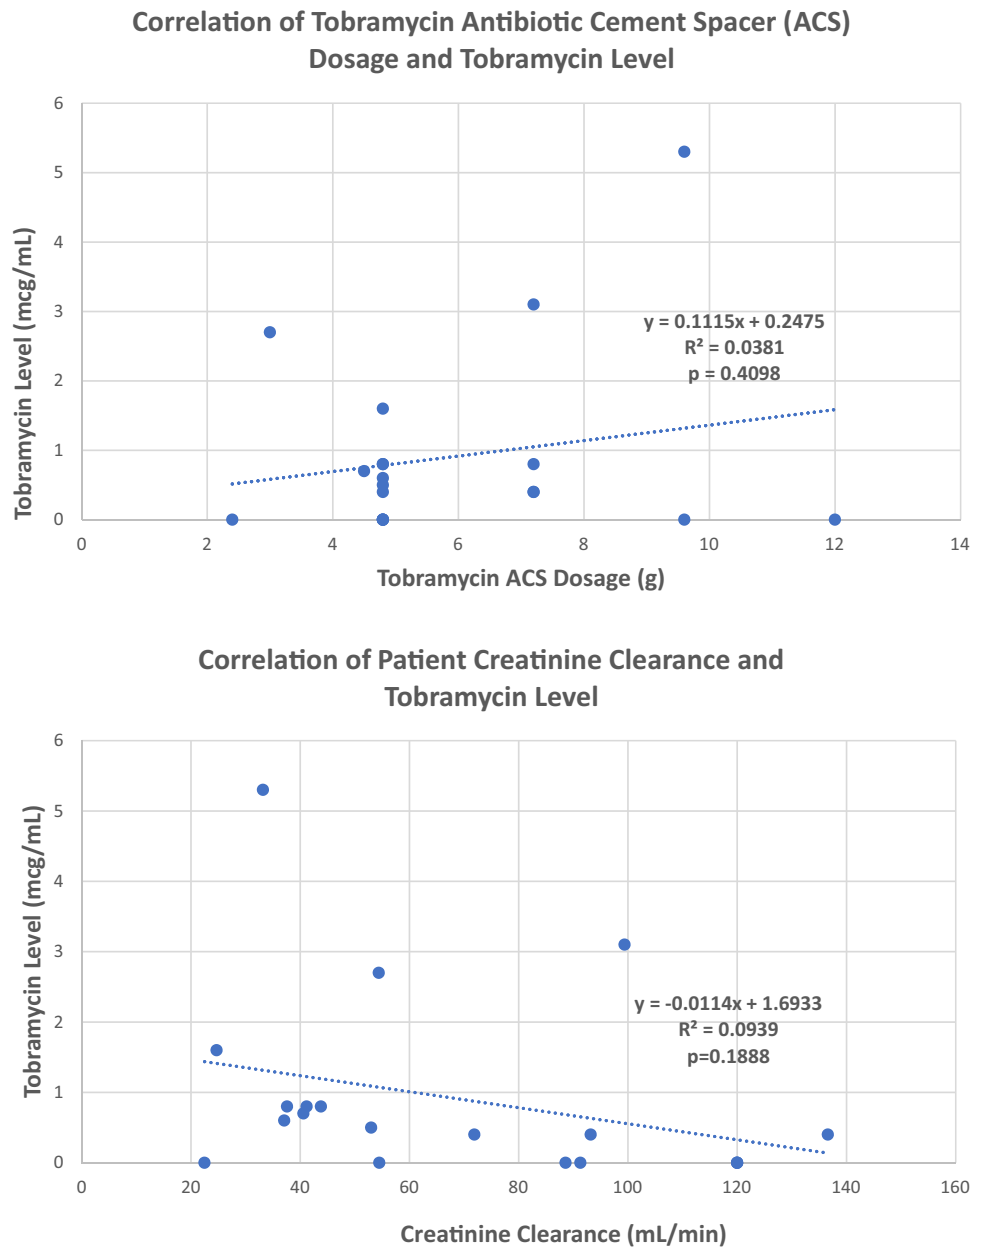 Correlation of Tobramycin Antibiotic Cement Spacer (ACS)
Dosage and Tobramycin Level
6
5
4
3
2
1
0
Tobramycin Level (mcg/mL)
y = 0.1115x + 0.2475
R² = 0.0381
p = 0.4098
0 2 4 6 8 10 12 14
Tobramycin ACS Dosage (g)
Correlation of Patient Creatinine Clearance and
Tobramycin Level
6
5
4
3
2
1
0
Tobramycin Level (mcg/mL)
y = -0.0114x + 1.6933
R² = 0.0939
p=0.1888
0 20 40 60 80 100 120 140 160
Creatinine Clearance (mL/min)